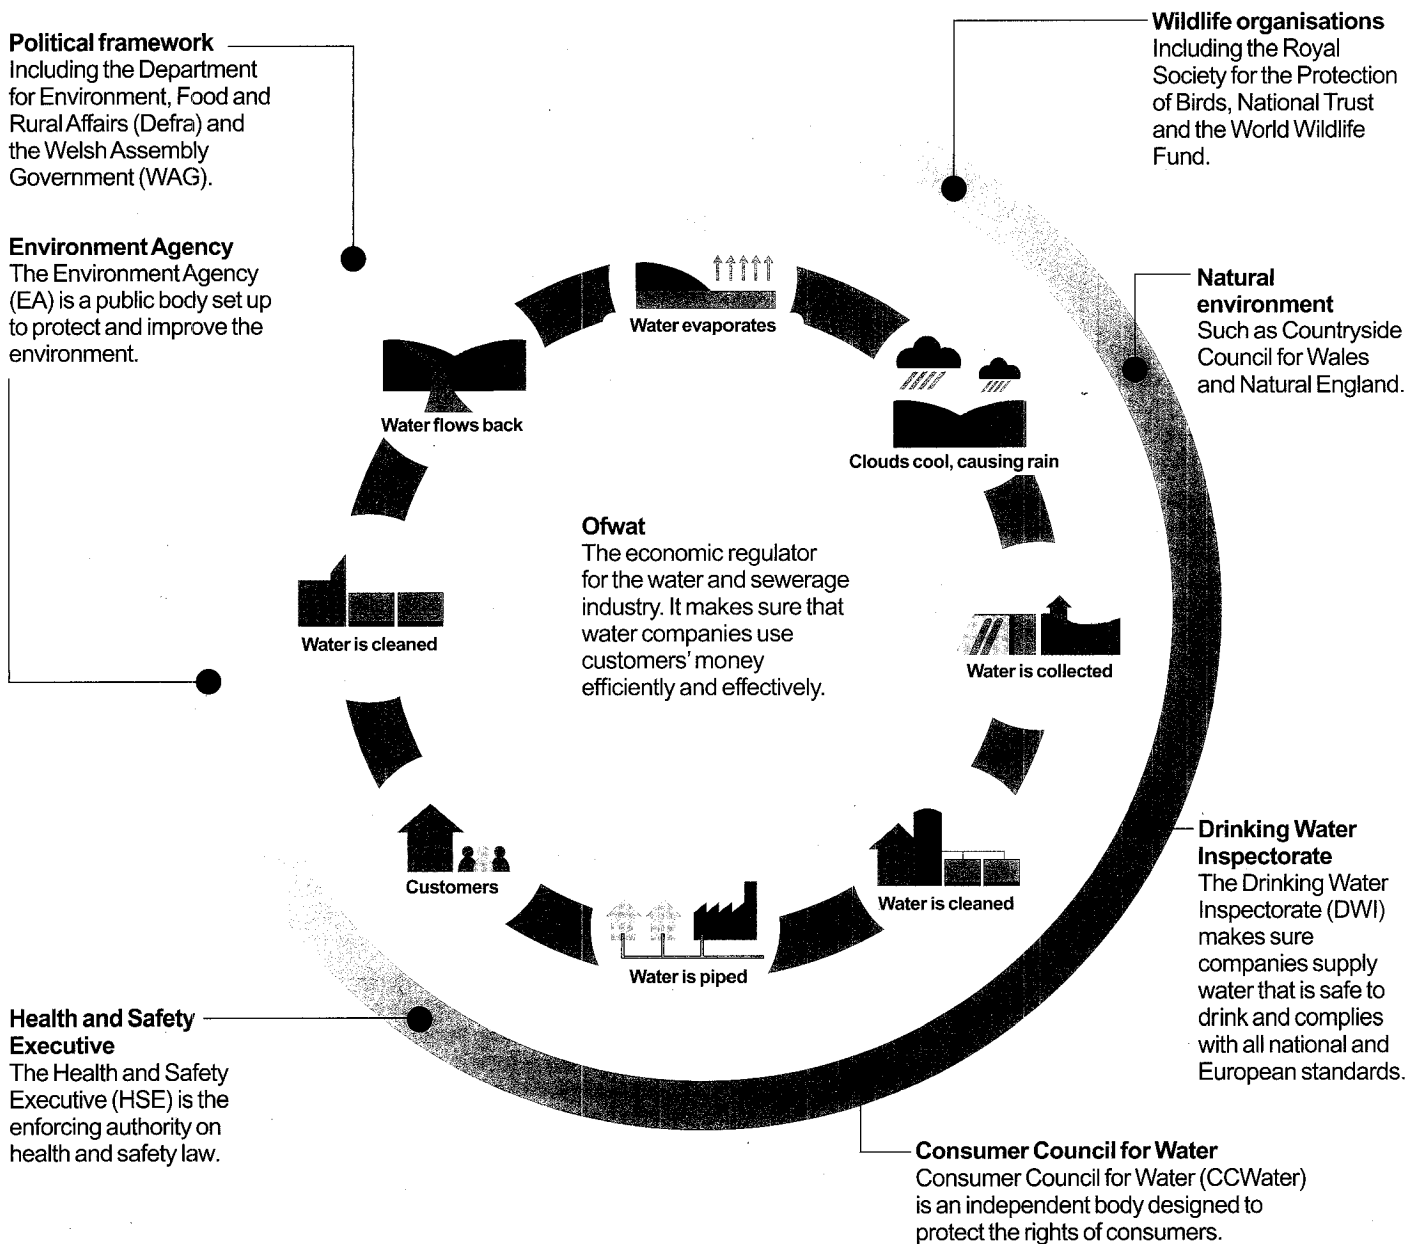 Political framework
Including the Department
for Environment, Food and
Rural Affairs (Defra) and
the Welsh Assembly
Government (WAG).
Environment Agency
The Environment Agency
(EA) is a public body set up
to protect and improve the
environment.
Wildlife organisations
Including the Royal
Society for the Protection
of Birds, National Trust
and the World Wildlife
Fund.
Natural
environment
Such as Countryside
Council for Wales
and Natural England.
Water evaporates
Clouds cool, causing rain
Water is collected
Water is cleaned
Water is piped
Customers
Water is cleaned
Water flows back
Ofwat
The economic regulator
for the water and sewerage
industry. It makes sure that
water companies use
customers' money
efficiently and effectively.
Drinking Water
Inspectorate
The Drinking Water
Inspectorate (DWI)
makes sure
companies supply
water that is safe to
drink and complies
with all national and
European standards.
Health and Safety
Executive
The Health and Safety
Executive (HSE) is the
enforcing authority on
health and safety law.
Consumer Council for Water
Consumer Council for Water (CCWater)
is an independent body designed to
protect the rights of consumers.